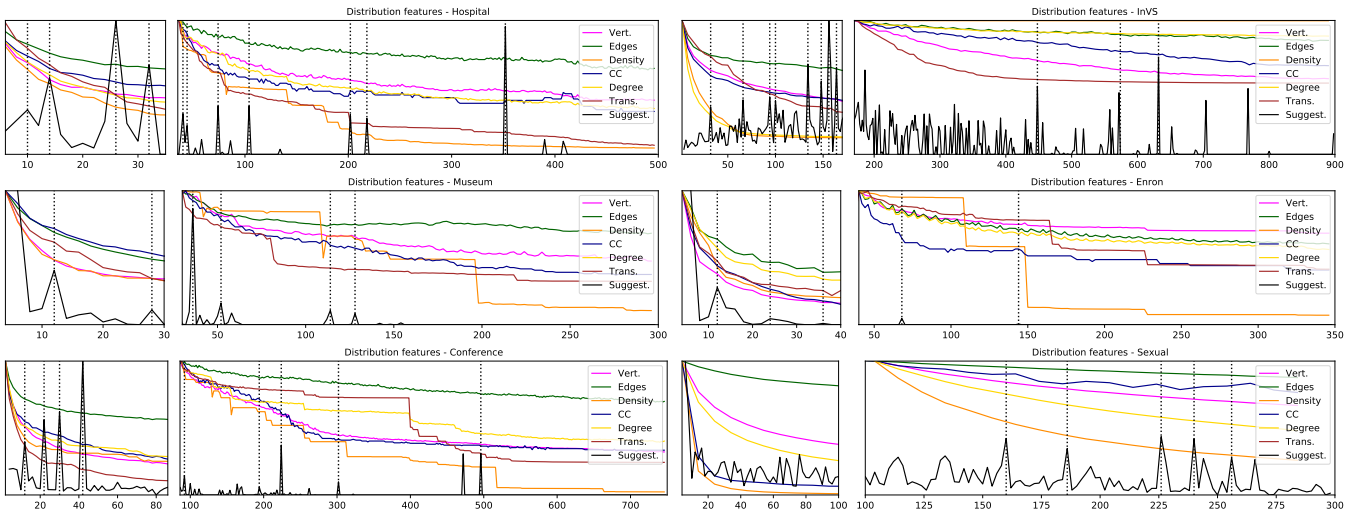 Distribution features - Hospital
Vert.
Edges
Density
CC
Degree
Trans.
Suggest.
10 20 30
100 200 300 400 500
Distribution features - InVS
Vert.
Edges
Density
CC
Degree
Trans.
Suggest.
50 100 150
200 300 400 500 600 700 800 900
Distribution features - Museum
Vert.
Edges
Density
CC
Degree
Trans.
Suggest.
10 20 30
50 100 150 200 250 300
Distribution features - Enron
Vert.
Edges
Density
CC
Degree
Trans.
Suggest.
10 20 30 40
50 100 150 200 250 300 350
Distribution features - Conference
Vert.
Edges
Density
CC
Degree
Trans.
Suggest.
20 40 60 80
100 200 300 400 500 600 700
Distribution features - Sexual
Vert.
Edges
Density
CC
Degree
Trans.
Suggest.
20 40 60 80 100
100 125 150 175 200 225 250 275 300